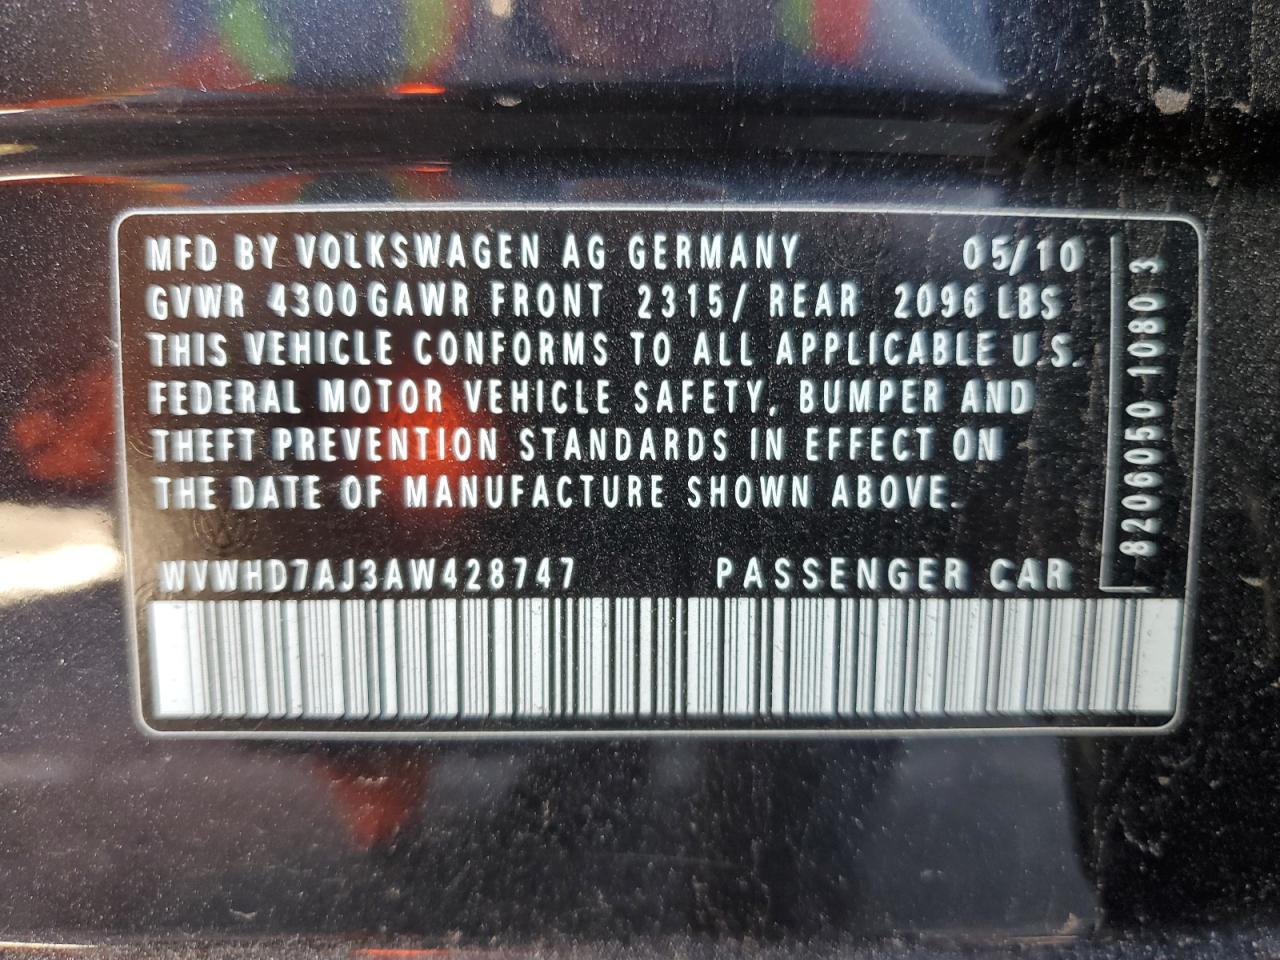 MFD BY VOLKSWAGEN AG GERMANY 05/10
GVWR 4300 GAWR FRONT 2315/ REAR 2096 LBS
THIS VEHICLE CONFORMS TO ALL APPLICABLE U.S.
FEDERAL MOTOR VEHICLE SAFETY, BUMPER AND
THEFT PREVENTION STANDARDS IN EFFECT ON
THE DATE OF MANUFACTURE SHOWN ABOVE.
WVWHD7AJ3AW428747 PASSENGER CAR
8206050 1080 3